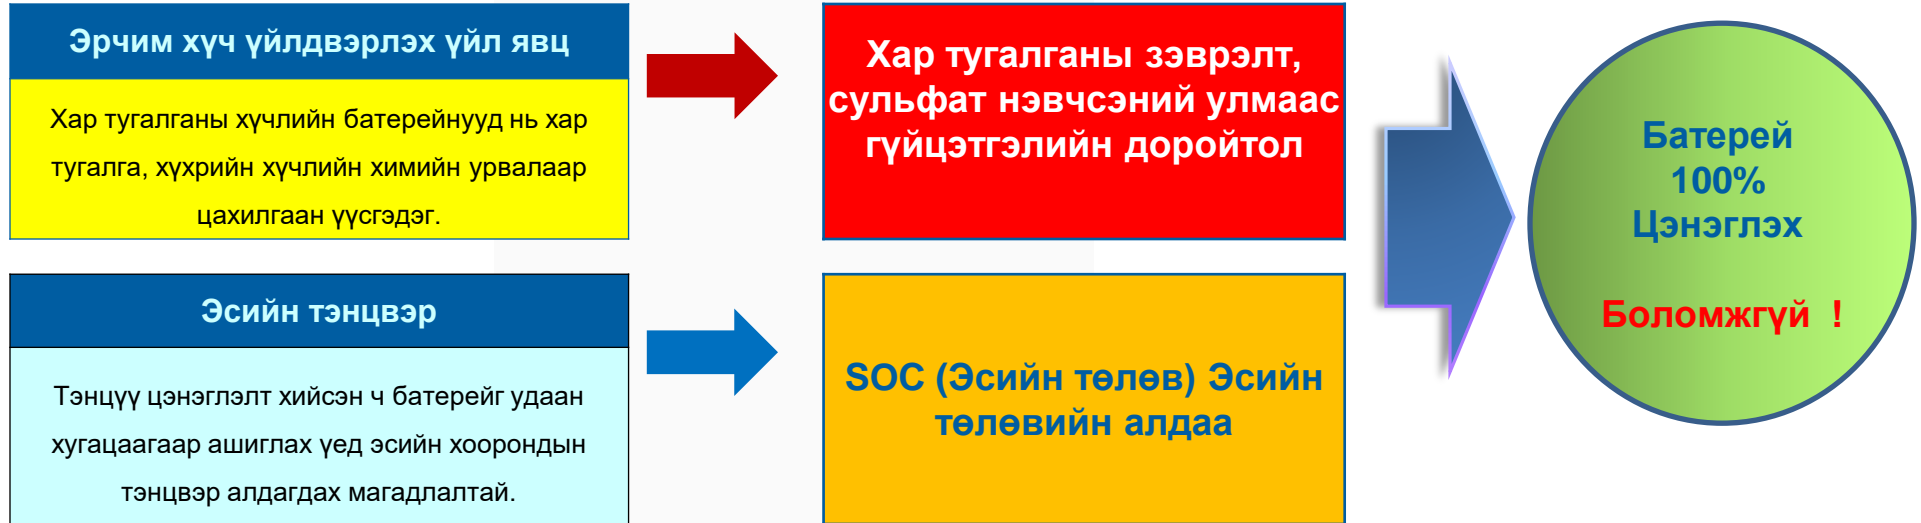 Эрчим хүч үйлдвэрлэх үйл явц
Хар тугалганы хүчлийн батерейнууд нь хар
тугалга, хүхрийн хүчлийн химийн урвалаар
цахилгаан үүсгэдэг.
Хар тугалганы зэврэлт,
сульфат нэвчсэний улмаас
гүйцэтгэлийн доройтол
Эсийн тэнцвэр
Тэнцүү цэнэглэлт хийсэн ч батерейг удаан
хугацаагаар ашиглах үед эсийн хоорондын
тэнцвэр алдагдах магадлалтай.
SOC (Эсийн төлөв) Эсийн
төлөвийн алдаа
Батерей
100%
Цэнэглэх
Боломжгүй !